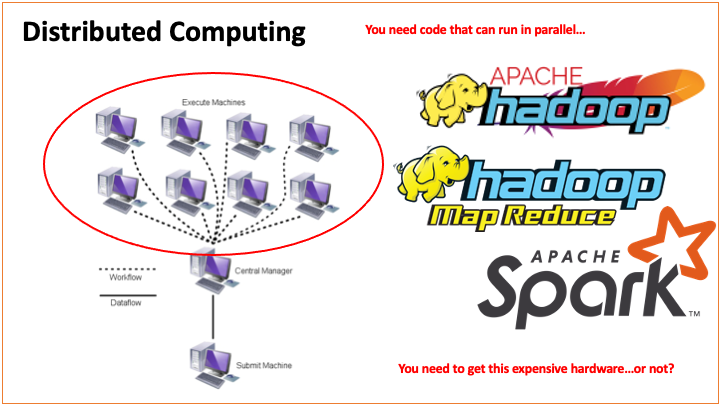 Distributed Computing
You need code that can run in parallel...
Execute Machines
APACHE
hadoop
hadoop
Map Reduce
APACHE
Spark™
Central Manager
Workflow
Dataflow
Submit Machine
You need to get this expensive hardware...or not?